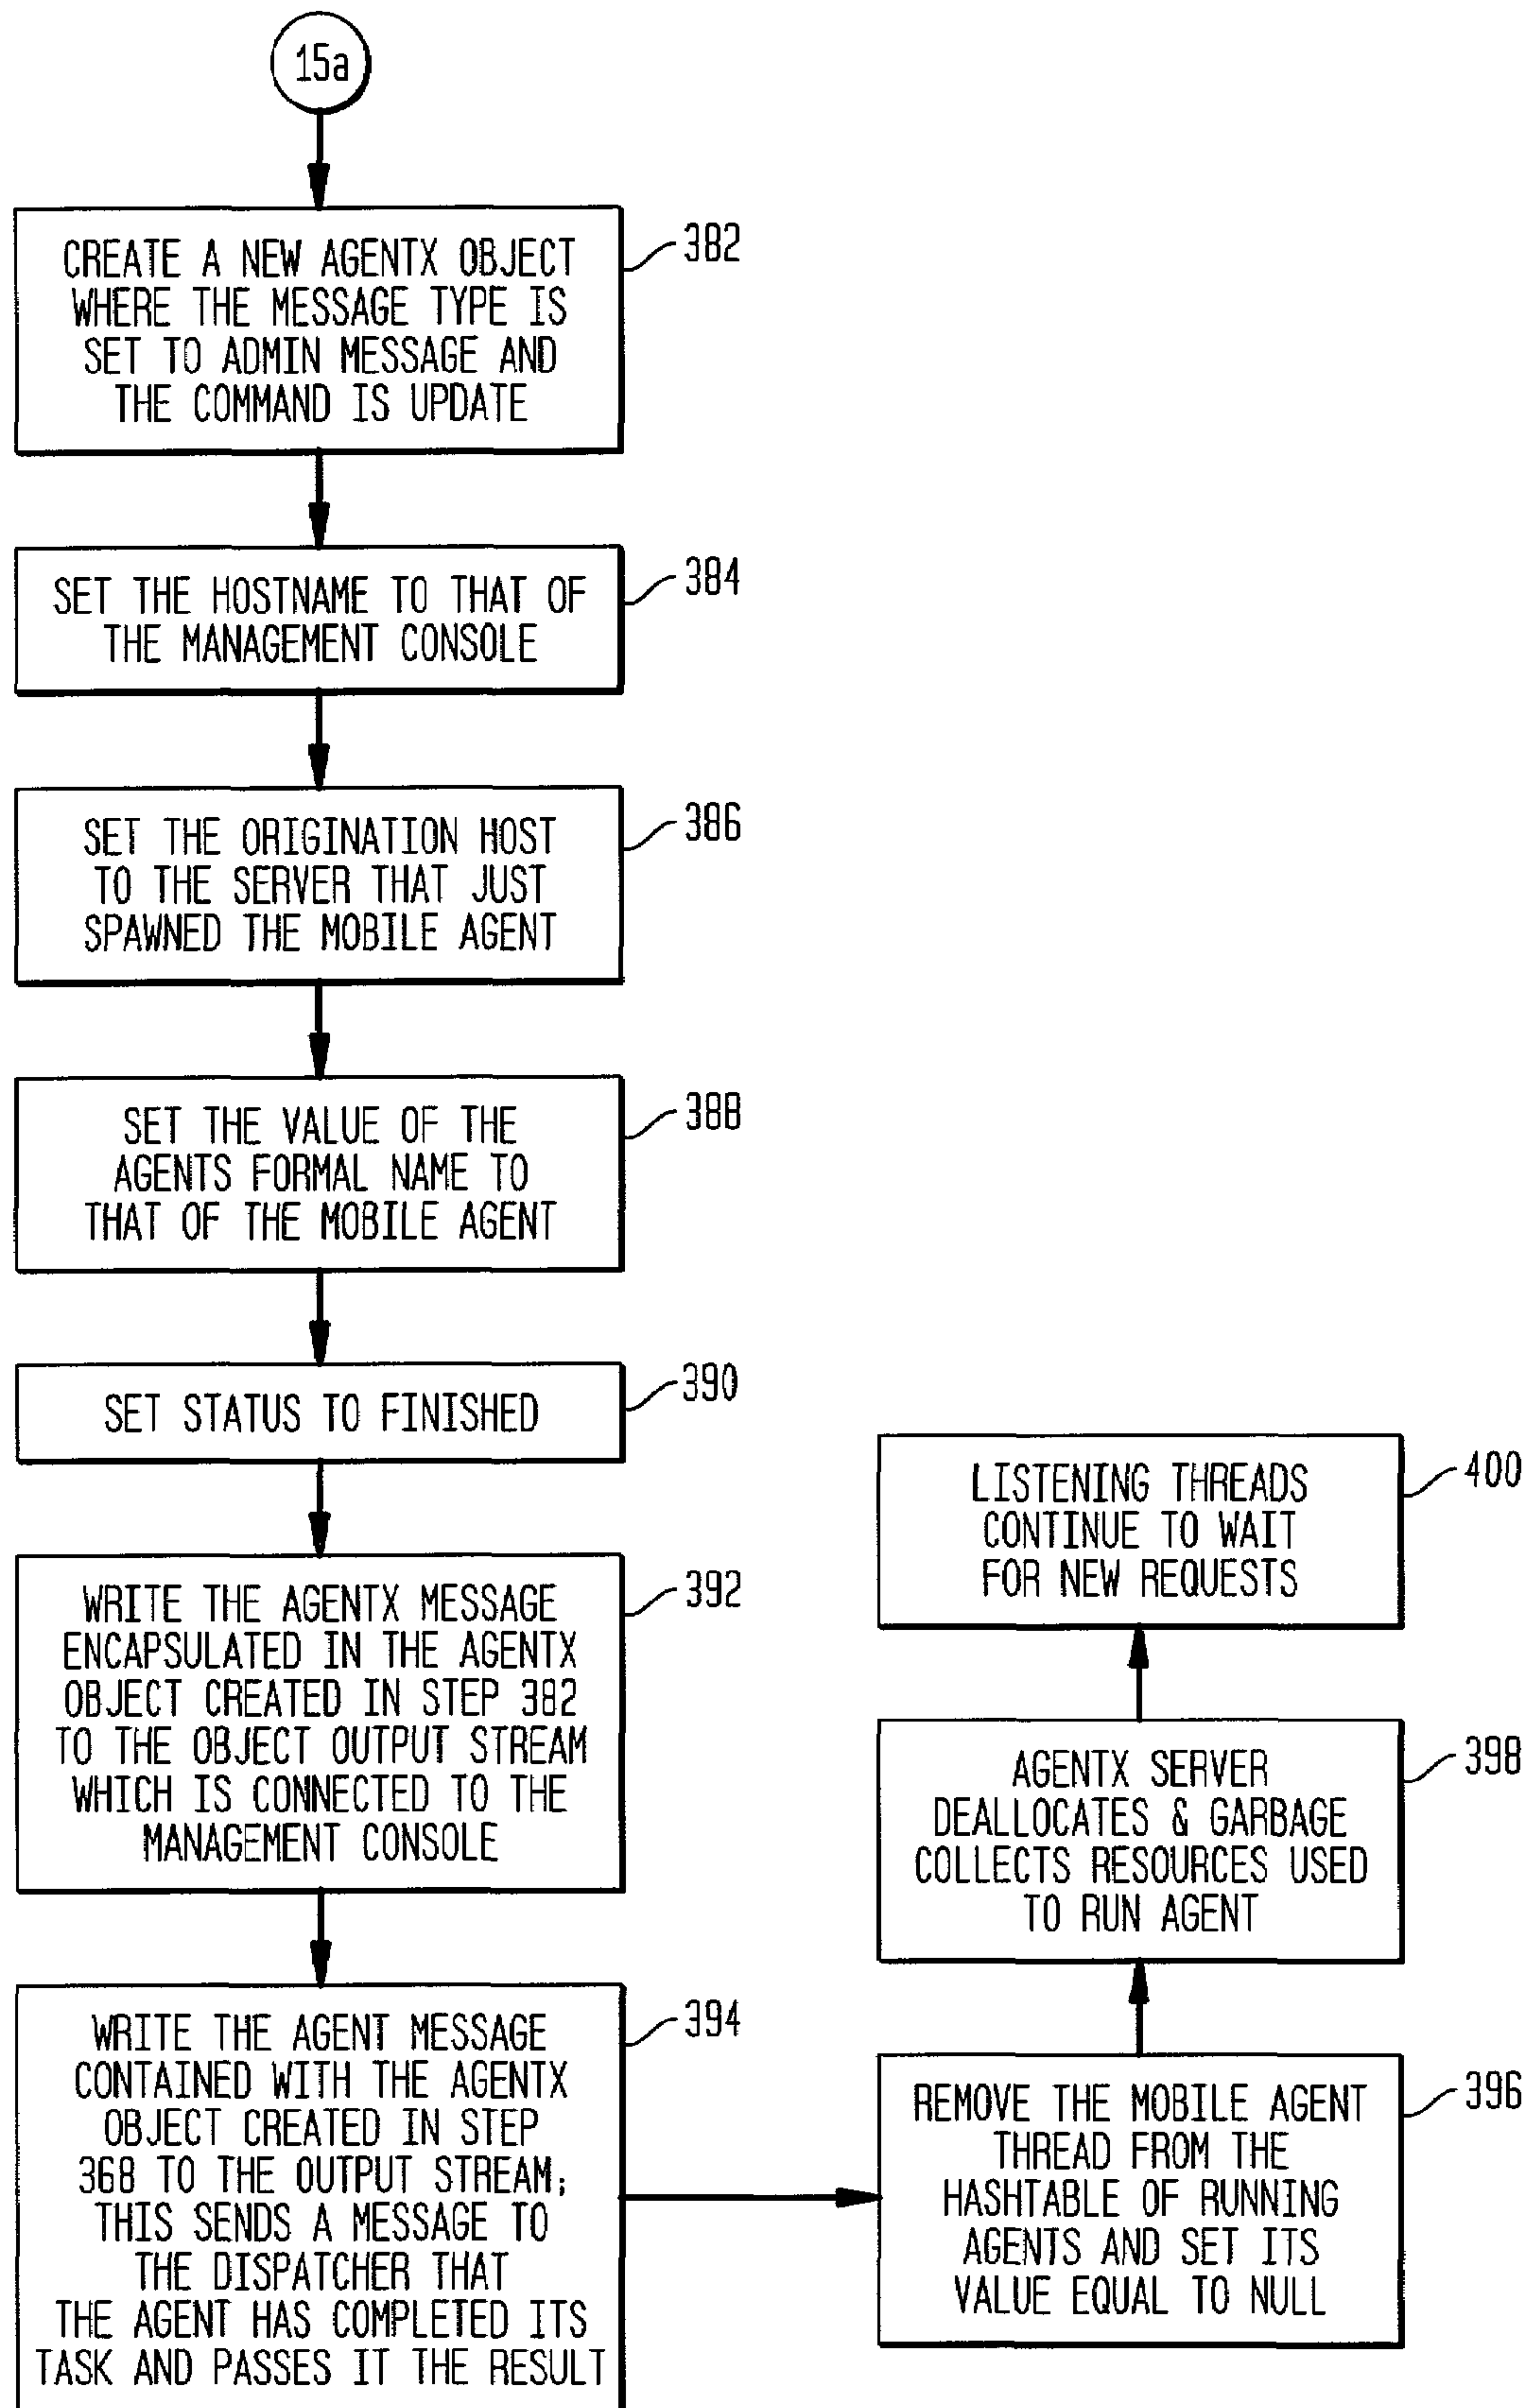 15a
CREATE A NEW AGENTX OBJECT
WHERE THE MESSAGE TYPE IS
SET TO ADMIN MESSAGE AND
THE COMMAND IS UPDATE
382
SET THE HOSTNAME TO THAT OF
THE MANAGEMENT CONSOLE
384
SET THE ORIGINATION HOST
TO THE SERVER THAT JUST
SPAWNED THE MOBILE AGENT
386
SET THE VALUE OF THE
AGENTS FORMAL NAME TO
THAT OF THE MOBILE AGENT
388
SET STATUS TO FINISHED
390
WRITE THE AGENTX MESSAGE
ENCAPSULATED IN THE AGENTX
OBJECT CREATED IN STEP 382
TO THE OBJECT OUTPUT STREAM
WHICH IS CONNECTED TO THE
MANAGEMENT CONSOLE
392
WRITE THE AGENT MESSAGE
CONTAINED WITH THE AGENTX
OBJECT CREATED IN STEP
368 TO THE OUTPUT STREAM;
THIS SENDS A MESSAGE TO
THE DISPATCHER THAT
THE AGENT HAS COMPLETED ITS
TASK AND PASSES IT THE RESULT
394
REMOVE THE MOBILE AGENT
THREAD FROM THE
HASHTABLE OF RUNNING
AGENTS AND SET ITS
VALUE EQUAL TO NULL
396
AGENTX SERVER
DEALLOCATES & GARBAGE
COLLECTS RESOURCES USED
TO RUN AGENT
398
LISTENING THREADS
CONTINUE TO WAIT
FOR NEW REQUESTS
400